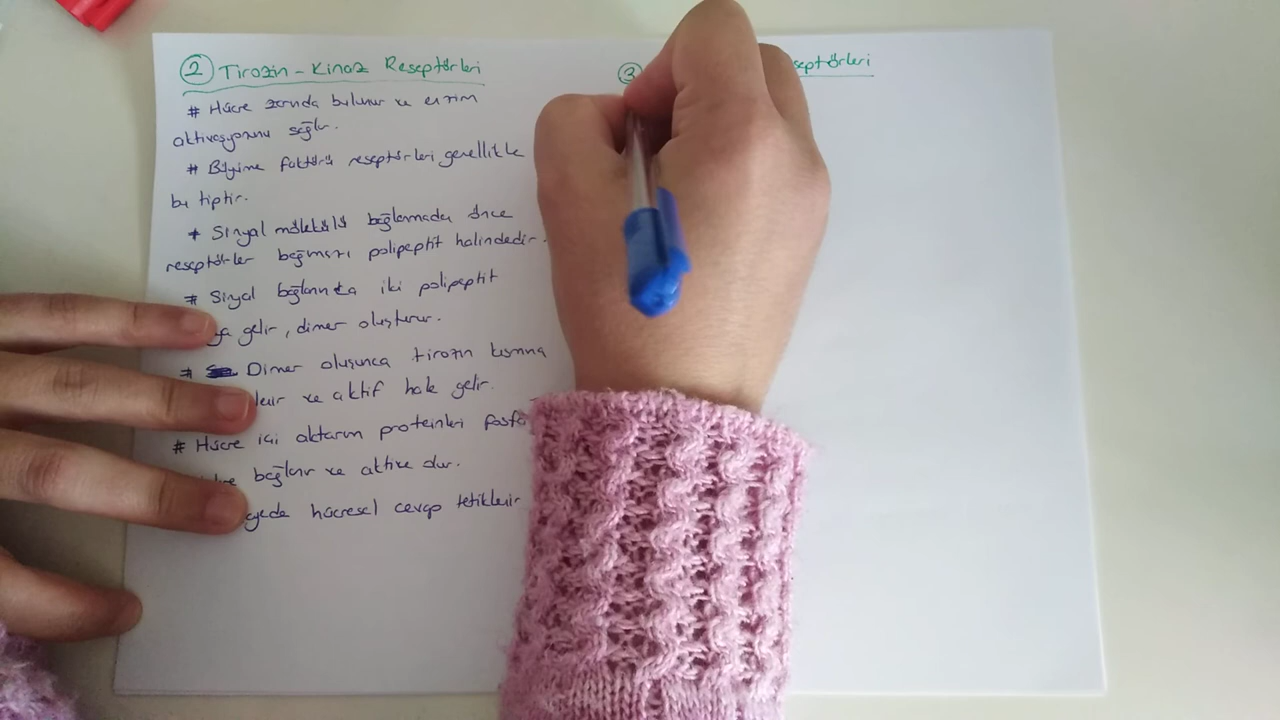 ② Tirozin - Kinaz Reseptörleri
# Hücre zarında bulunur ve enzim
aktivasyonunu sağlar.
# Büyüme faktörü reseptörleri genellikle
bu tiptir.
# Sinyal molekülü bağlanmada önce
reseptörler bağımsız polipeptit halindedir.
# Sinyal bağlanınca iki polipeptit
gelir, dimer oluşturur.
# Dimer oluşunca tirozin kısmına
ve aktif hale gelir.
# Hücre içi aktarım proteinleri
bağlanır ve aktive olur.
hücresel cevap tetiklenir
③